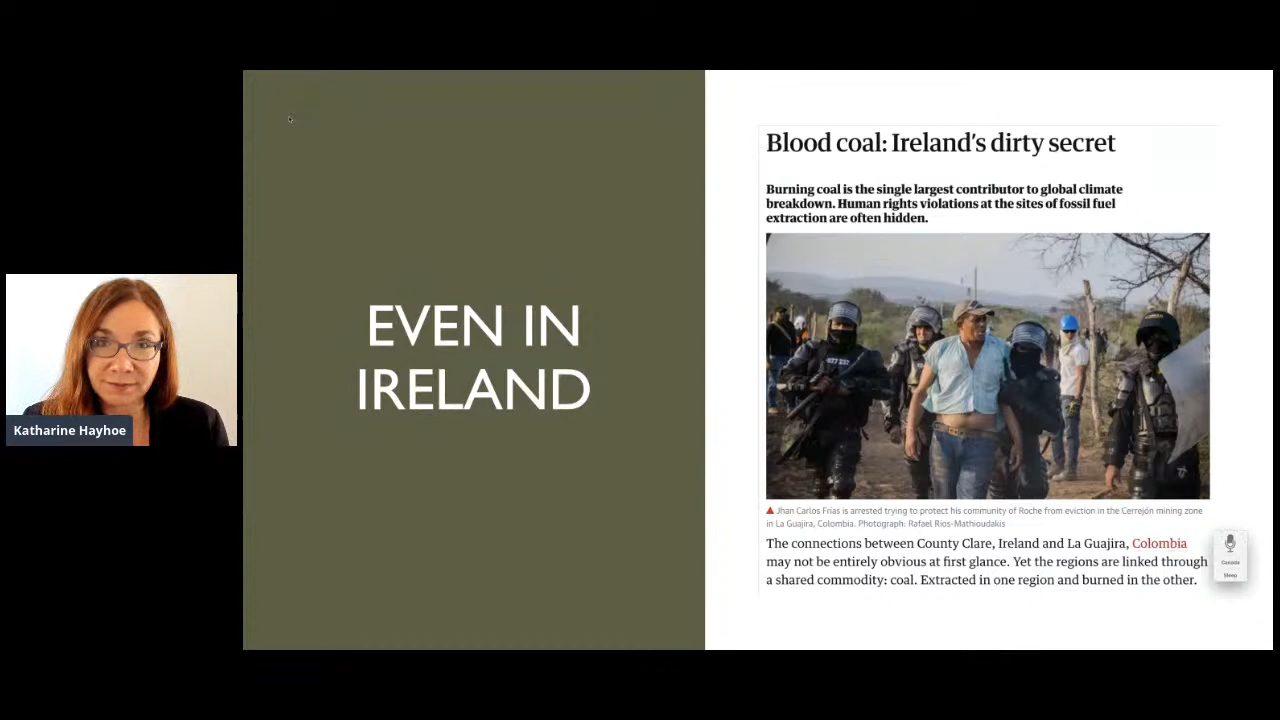 EVEN IN
IRELAND
Blood coal: Ireland's dirty secret
Burning coal is the single largest contributor to global climate
breakdown. Human rights violations at the sites of fossil fuel
extraction are often hidden.
Jhan Carlos Frías is arrested trying to protect his community of Roche from eviction in the Cerrejón mining zone
in La Guajira, Colombia. Photograph: Rafael Rios-Mathioudakis
The connections between County Clare, Ireland and La Guajira, Colombia
may not be entirely obvious at first glance. Yet the regions are linked through
a shared commodity: coal. Extracted in one region and burned in the other.
Katharine Hayhoe
Canada
Sleep